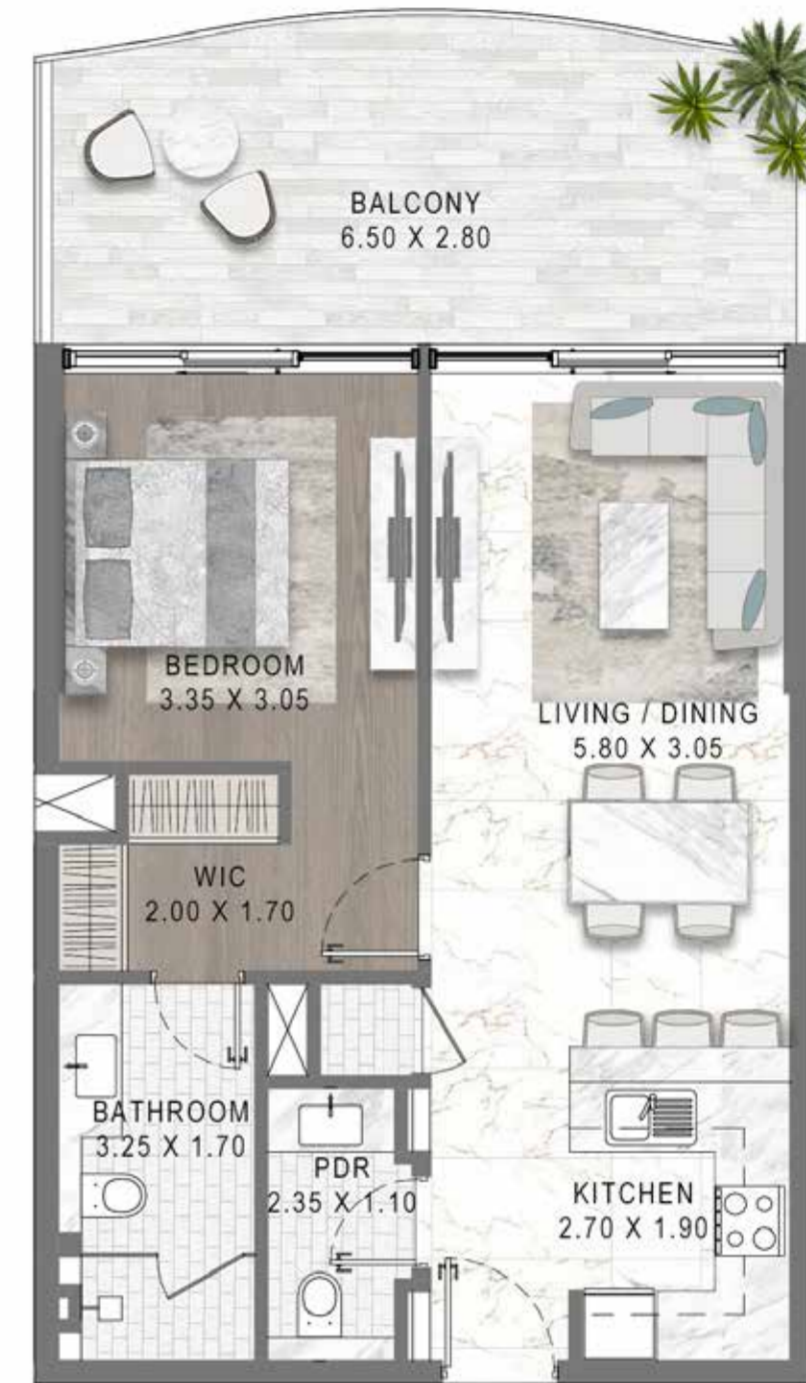 BALCONY
6.50 X 2.80
BEDROOM
3.35 X 3.05
LIVING / DINING
5.80 X 3.05
WIC
2.00 X 1.70
BATHROOM
3.25 X 1.70
PDR
2.35 X 1.10
KITCHEN
2.70 X 1.90